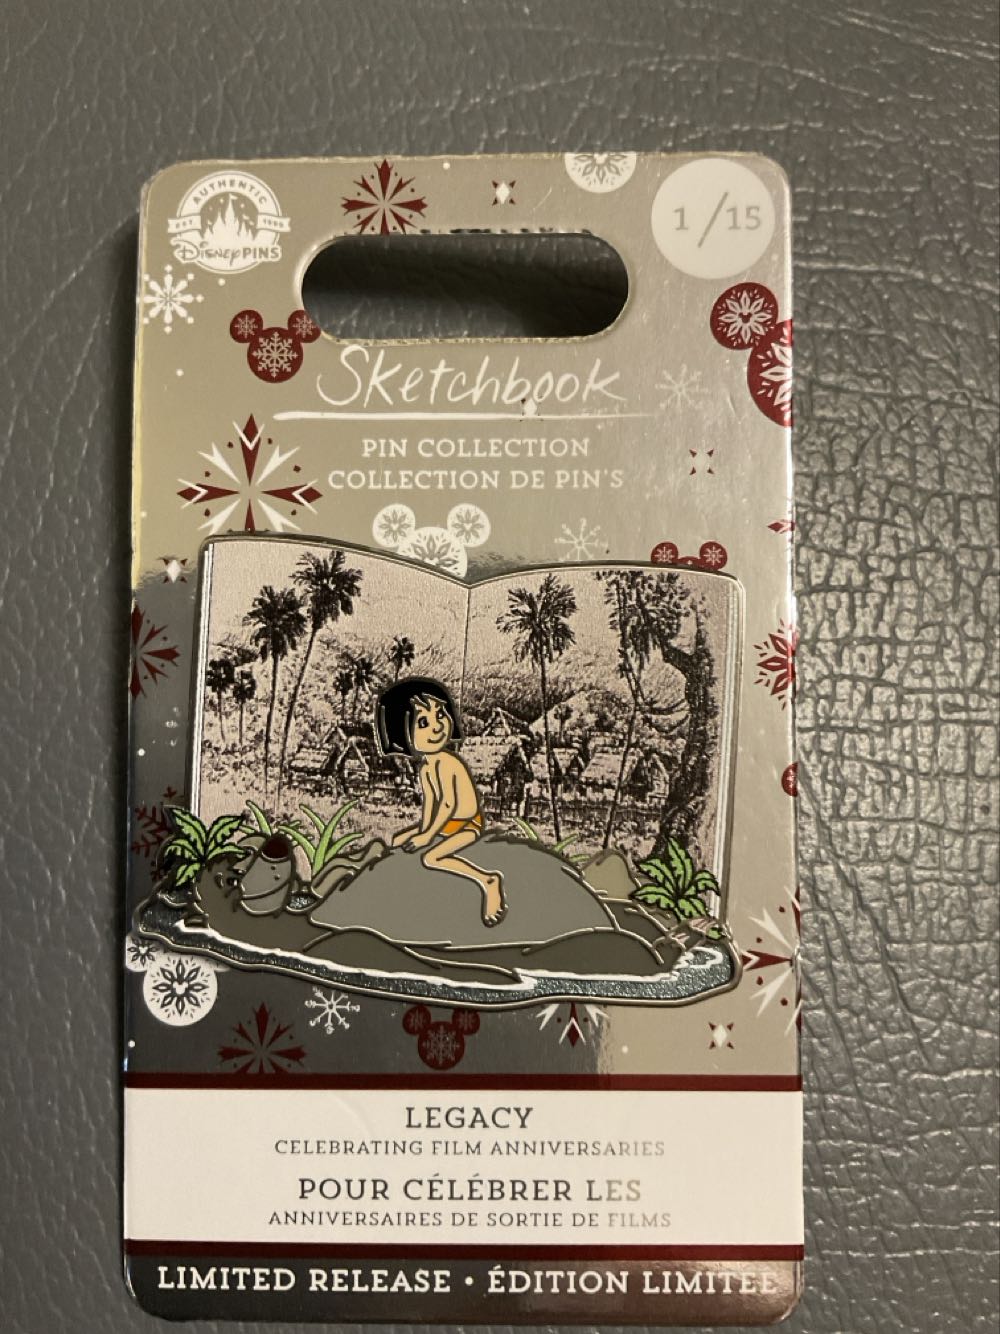 AUTHENTIC
DISNEY PINS
1/15
Sketchbook
PIN COLLECTION
COLLECTION DE PIN'S
LEGACY
CELEBRATING FILM ANNIVERSARIES
POUR CÉLÉBRER LES
ANNIVERSAIRES DE SORTIE DE FILMS
LIMITED RELEASE • ÉDITION LIMITÉE